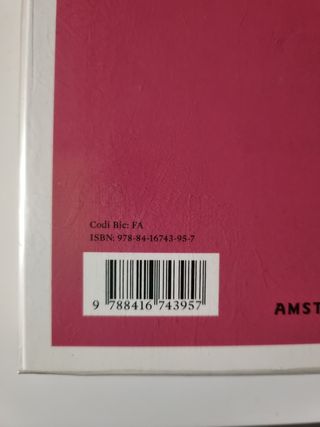 Codi Bic: FA
ISBN: 978-84-16743-95-7
9 788416 743957
AMST